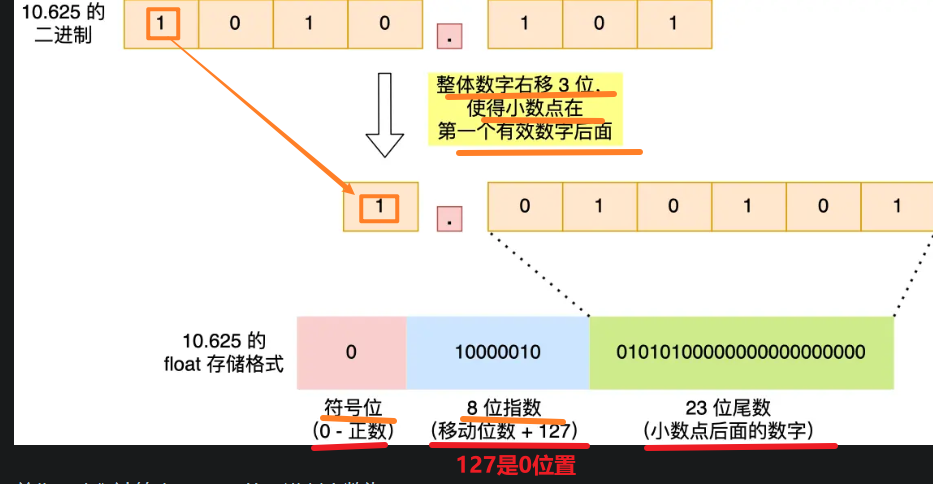 10.625 的
二进制
1 0 1 0 . 1 0 1
整体数字右移 3 位,
使得小数点在
第一个有效数字后面
1 . 0 1 0 1 0 1
10.625 的
float 存储格式
0 10000010 01010100000000000000000
符号位 8 位指数 23 位尾数
(0 - 正数) (移动位数 + 127) (小数点后面的数字)
127是0位置